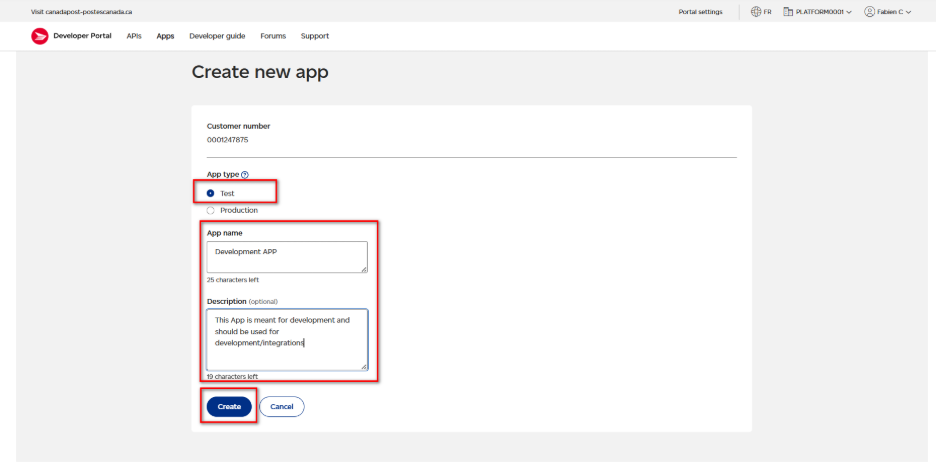 Visit canadapost-postescanada.ca
Portal settings
FR
PLATFORM0001
Fabien C
Developer Portal
APIs
Apps
Developer guide
Forums
Support
Create new app
Customer number
0001247875
App type
Test
Production
App name
Development APP
25 characters left
Description (optional)
This App is meant for development and
should be used for
development/integrations
19 characters left
Create
Cancel